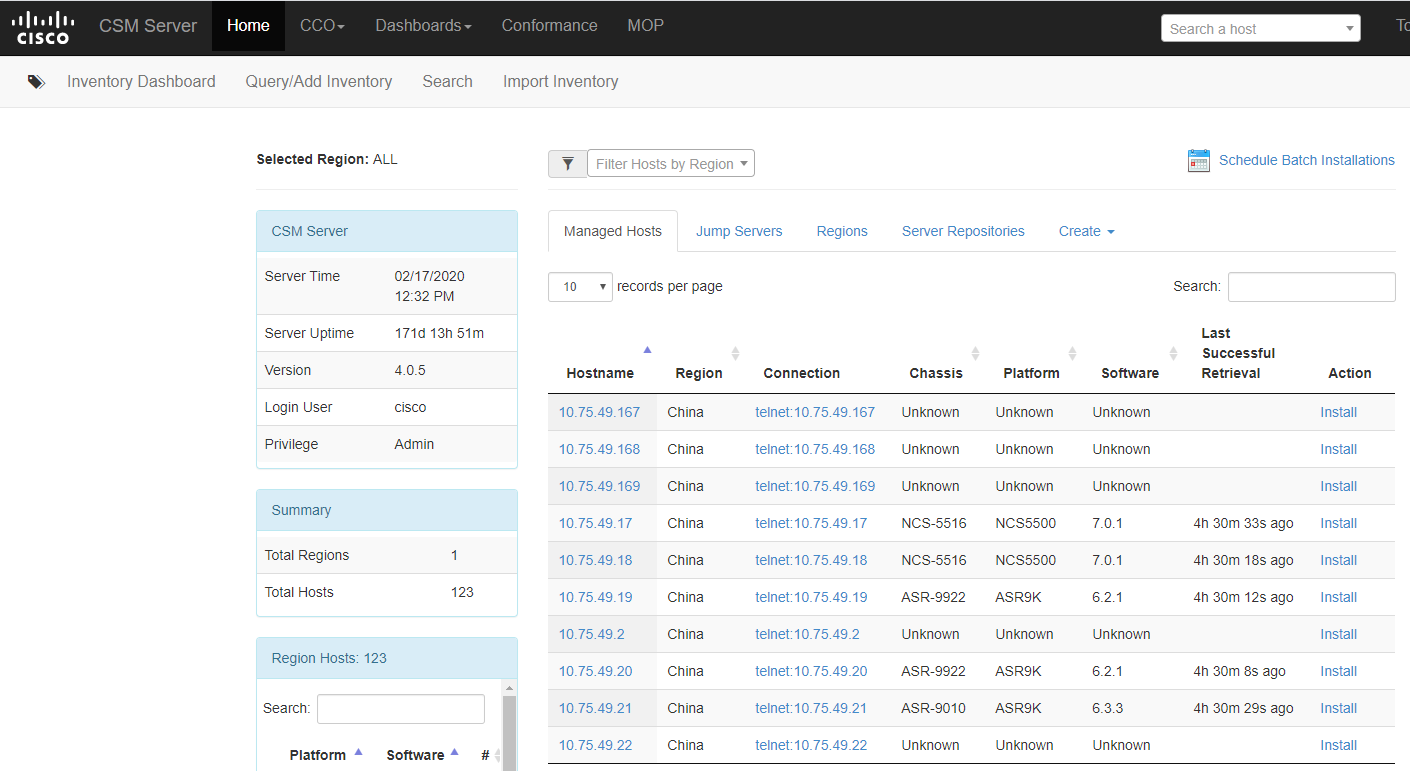 CISCO CSM Server Home CCO Dashboards Conformance MOP Search a host To
Inventory Dashboard Query/Add Inventory Search Import Inventory
Selected Region: ALL
Filter Hosts by Region Schedule Batch Installations
CSM Server
Server Time 02/17/2020
12:32 PM
Server Uptime 171d 13h 51m
Version 4.0.5
Login User cisco
Privilege Admin
Summary
Total Regions 1
Total Hosts 123
Region Hosts: 123
Search:
Platform Software #
Managed Hosts Jump Servers Regions Server Repositories Create
10 records per page Search:
Last
Successful
Hostname Region Connection Chassis Platform Software Retrieval Action
10.75.49.167 China telnet:10.75.49.167 Unknown Unknown Unknown Install
10.75.49.168 China telnet:10.75.49.168 Unknown Unknown Unknown Install
10.75.49.169 China telnet:10.75.49.169 Unknown Unknown Unknown Install
10.75.49.17 China telnet:10.75.49.17 NCS-5516 NCS5500 7.0.1 4h 30m 33s ago Install
10.75.49.18 China telnet:10.75.49.18 NCS-5516 NCS5500 7.0.1 4h 30m 18s ago Install
10.75.49.19 China telnet:10.75.49.19 ASR-9922 ASR9K 6.2.1 4h 30m 12s ago Install
10.75.49.2 China telnet:10.75.49.2 Unknown Unknown Unknown Install
10.75.49.20 China telnet:10.75.49.20 ASR-9922 ASR9K 6.2.1 4h 30m 8s ago Install
10.75.49.21 China telnet:10.75.49.21 ASR-9010 ASR9K 6.3.3 4h 30m 29s ago Install
10.75.49.22 China telnet:10.75.49.22 Unknown Unknown Unknown Install